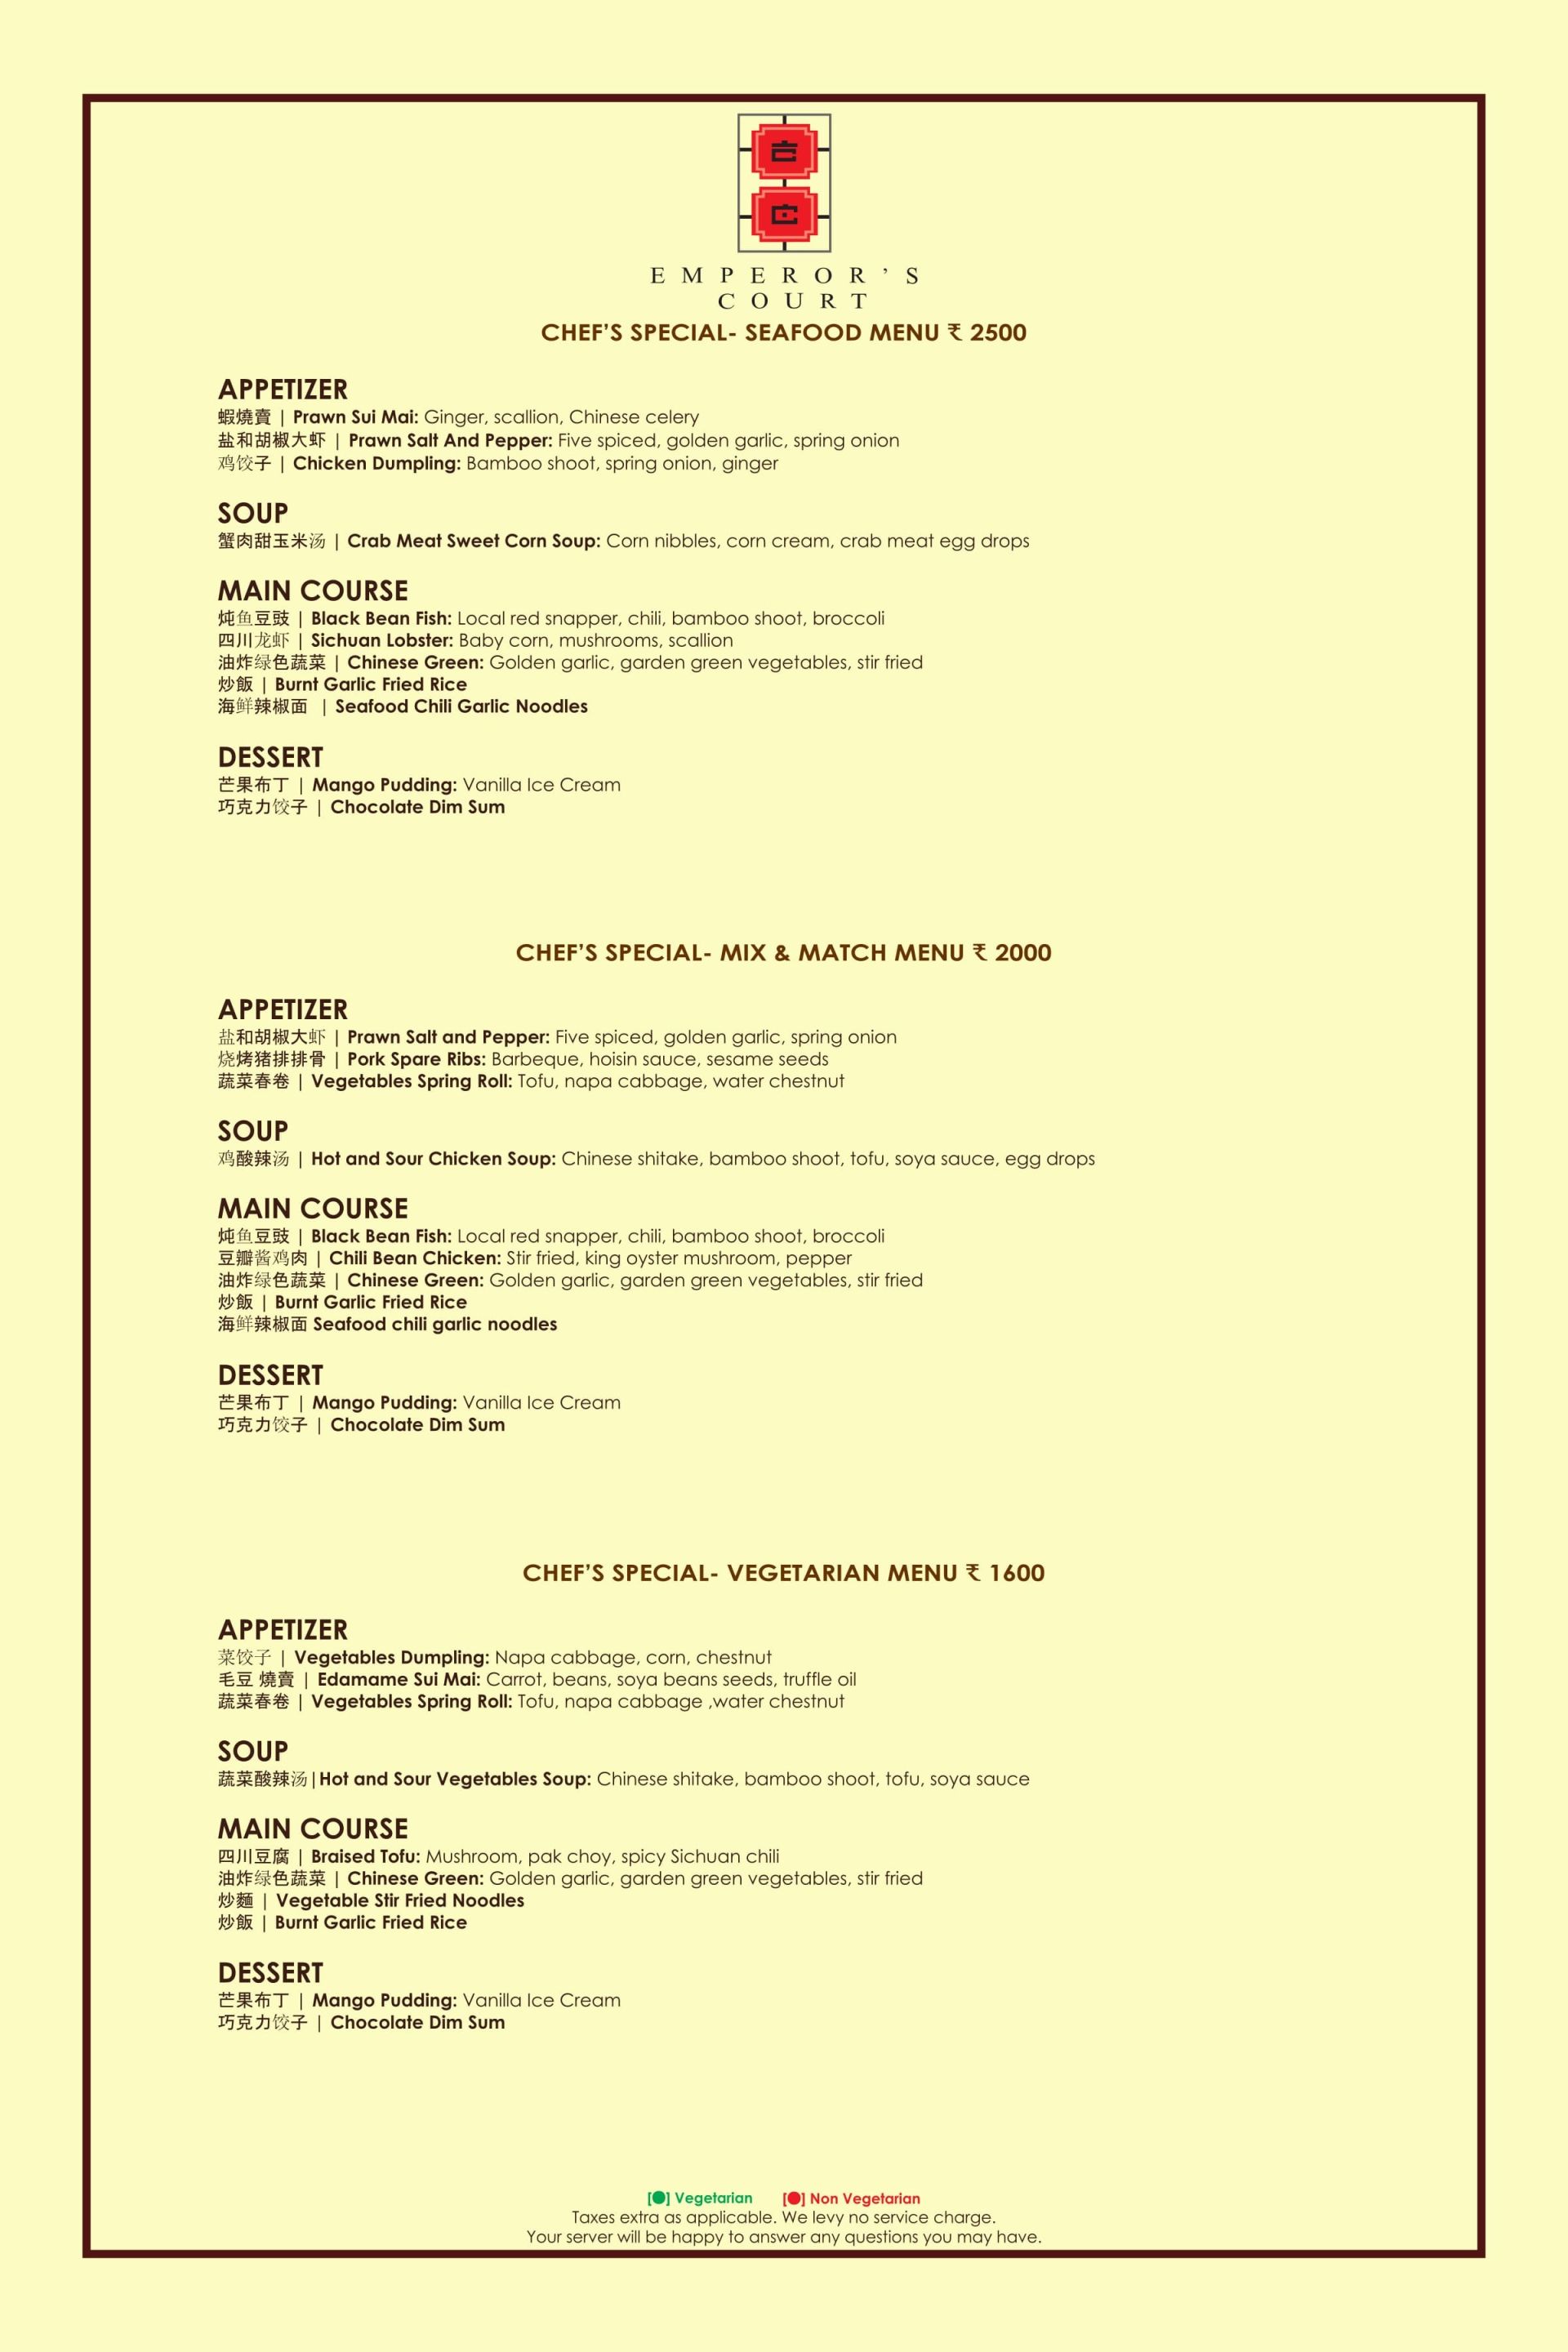 EMPEROR’S
COURT
CHEF’S SPECIAL- SEAFOOD MENU ₹ 2500
APPETIZER
蝦燒賣 | Prawn Sui Mai: Ginger, scallion, Chinese celery
盐和胡椒大虾 | Prawn Salt And Pepper: Five spiced, golden garlic, spring onion
鸡饺子 | Chicken Dumpling: Bamboo shoot, spring onion, ginger
SOUP
蟹肉甜玉米汤 | Crab Meat Sweet Corn Soup: Corn nibbles, corn cream, crab meat egg drops
MAIN COURSE
炖鱼豆豉 | Black Bean Fish: Local red snapper, chili, bamboo shoot, broccoli
四川龙虾 | Sichuan Lobster: Baby corn, mushrooms, scallion
油炸绿色蔬菜 | Chinese Green: Golden garlic, garden green vegetables, stir fried
炒飯 | Burnt Garlic Fried Rice
海鲜辣椒面 | Seafood Chili Garlic Noodles
DESSERT
芒果布丁 | Mango Pudding: Vanilla Ice Cream
巧克力饺子 | Chocolate Dim Sum
CHEF’S SPECIAL- MIX & MATCH MENU ₹ 2000
APPETIZER
盐和胡椒大虾 | Prawn Salt and Pepper: Five spiced, golden garlic, spring onion
烧烤猪排排骨 | Pork Spare Ribs: Barbeque, hoisin sauce, sesame seeds
蔬菜春卷 | Vegetables Spring Roll: Tofu, napa cabbage, water chestnut
SOUP
鸡酸辣汤 | Hot and Sour Chicken Soup: Chinese shitake, bamboo shoot, tofu, soya sauce, egg drops
MAIN COURSE
炖鱼豆豉 | Black Bean Fish: Local red snapper, chili, bamboo shoot, broccoli
豆瓣酱鸡肉 | Chili Bean Chicken: Stir fried, king oyster mushroom, pepper
油炸绿色蔬菜 | Chinese Green: Golden garlic, garden green vegetables, stir fried
炒飯 | Burnt Garlic Fried Rice
海鲜辣椒面 Seafood chili garlic noodles
DESSERT
芒果布丁 | Mango Pudding: Vanilla Ice Cream
巧克力饺子 | Chocolate Dim Sum
CHEF’S SPECIAL- VEGETARIAN MENU ₹ 1600
APPETIZER
菜饺子 | Vegetables Dumpling: Napa cabbage, corn, chestnut
毛豆 燒賣 | Edamame Sui Mai: Carrot, beans, soya beans seeds, truffle oil
蔬菜春卷 | Vegetables Spring Roll: Tofu, napa cabbage ,water chestnut
SOUP
蔬菜酸辣汤|Hot and Sour Vegetables Soup: Chinese shitake, bamboo shoot, tofu, soya sauce
MAIN COURSE
四川豆腐 | Braised Tofu: Mushroom, pak choy, spicy Sichuan chili
油炸绿色蔬菜 | Chinese Green: Golden garlic, garden green vegetables, stir fried
炒麵 | Vegetable Stir Fried Noodles
炒飯 | Burnt Garlic Fried Rice
DESSERT
芒果布丁 | Mango Pudding: Vanilla Ice Cream
巧克力饺子 | Chocolate Dim Sum
[●] Vegetarian [●] Non Vegetarian
Taxes extra as applicable. We levy no service charge.
Your server will be happy to answer any questions you may have.